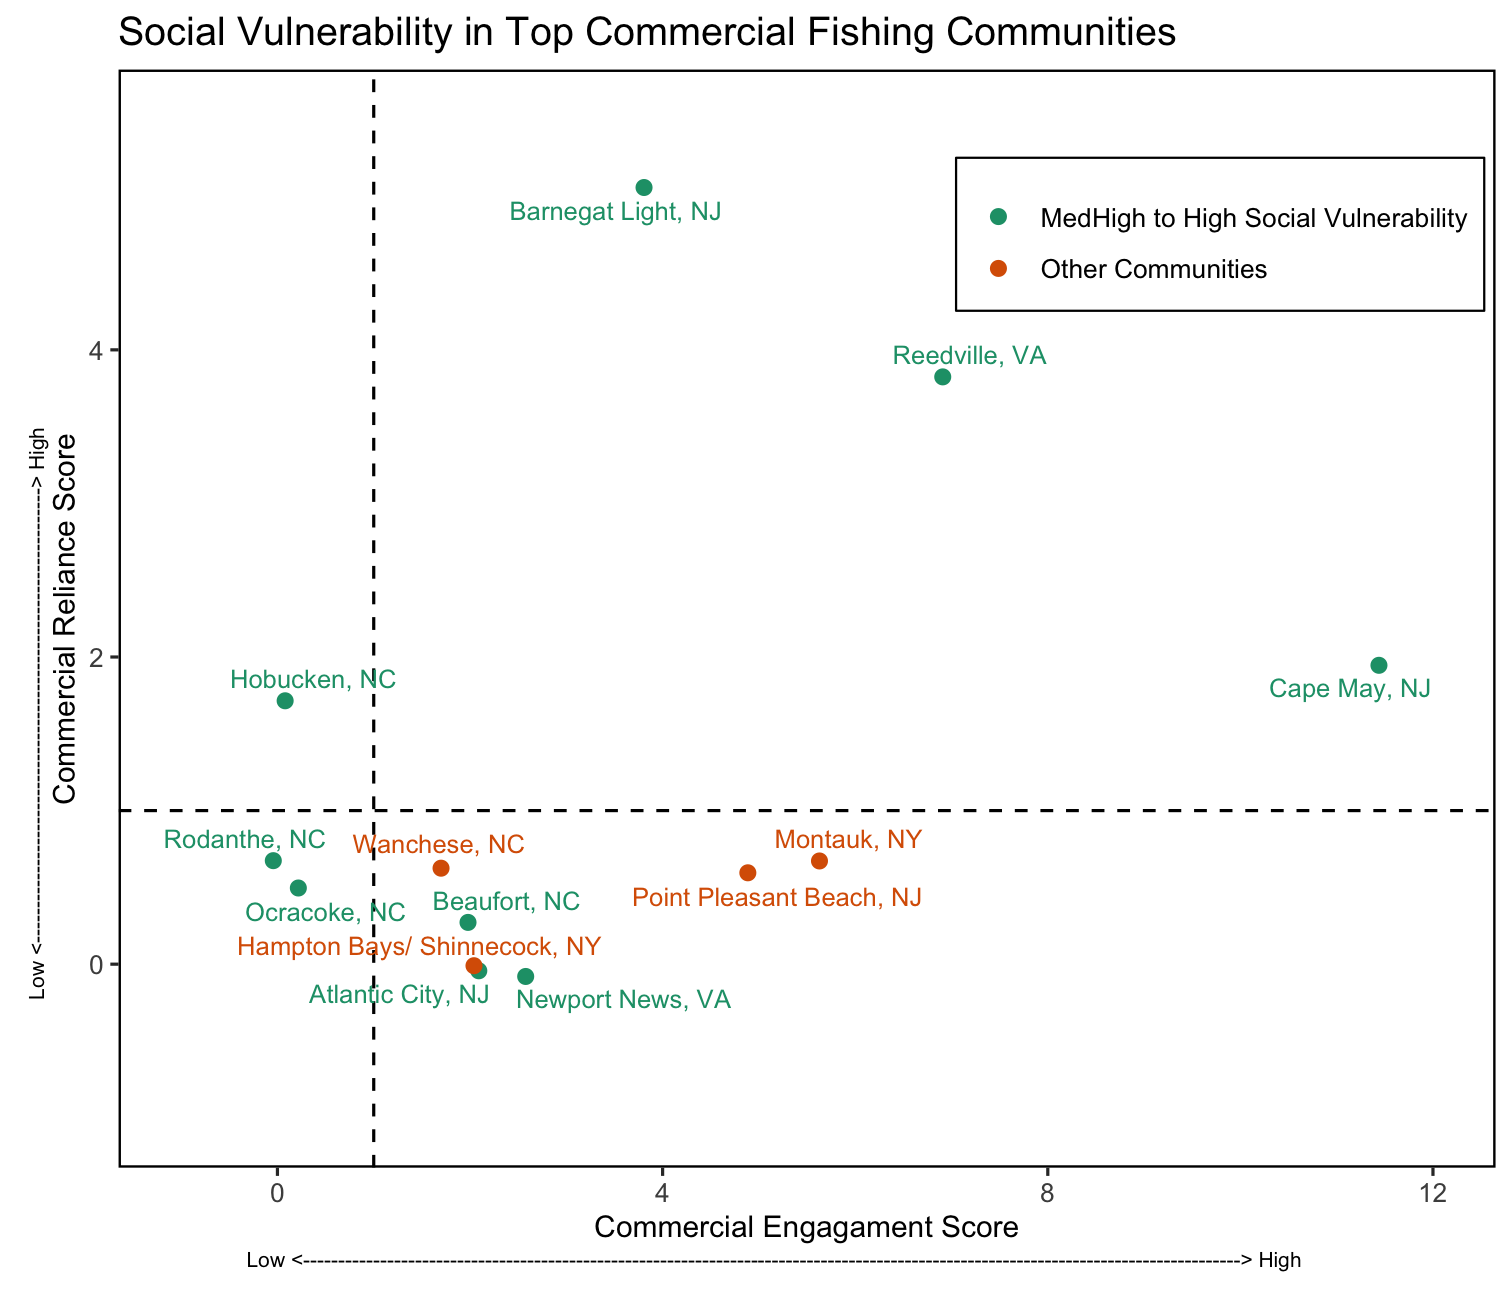 Social Vulnerability in Top Commercial Fishing Communities
Barnegat Light, NJ
MedHigh to High Social Vulnerability
Other Communities
Reedville, VA
Hobucken, NC
Cape May, NJ
Rodanthe, NC
Wanchese, NC
Montauk, NY
Point Pleasant Beach, NJ
Ocracoke, NC
Beaufort, NC
Hampton Bays/ Shinnecock, NY
Atlantic City, NJ
Newport News, VA
4
2
0
Commercial Reliance Score
Low <----------------------------------------------------------------> High
0
4
8
12
Commercial Engagament Score
Low <--------------------------------------------------------------------------------------------------------------------------------------> High